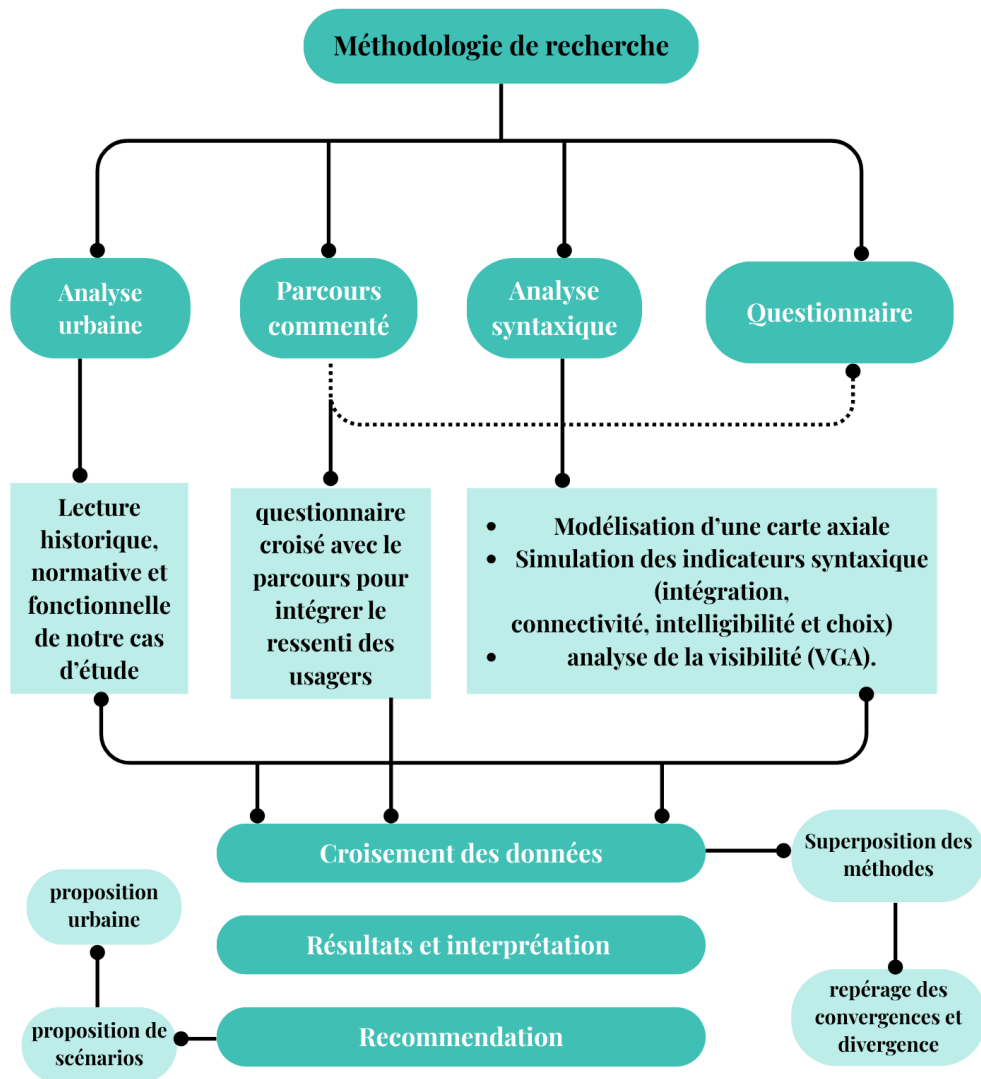 Méthodologie de recherche
Analyse
urbaine
Parcours
commenté
Analyse
syntaxique
Questionnaire
Lecture
historique,
normative et
fonctionnelle
de notre cas
d'étude
questionnaire
croisé avec le
parcours pour
intégrer le
ressenti des
usagers
• Modélisation d'une carte axiale
• Simulation des indicateurs syntaxique
(intégration,
connectivité, intelligibilité et choix)
• analyse de la visibilité (VGA).
Croisement des données
Superposition des
méthodes
proposition
urbaine
Résultats et interprétation
repérage des
convergences et
divergence
proposition de
scénarios
Recommendation